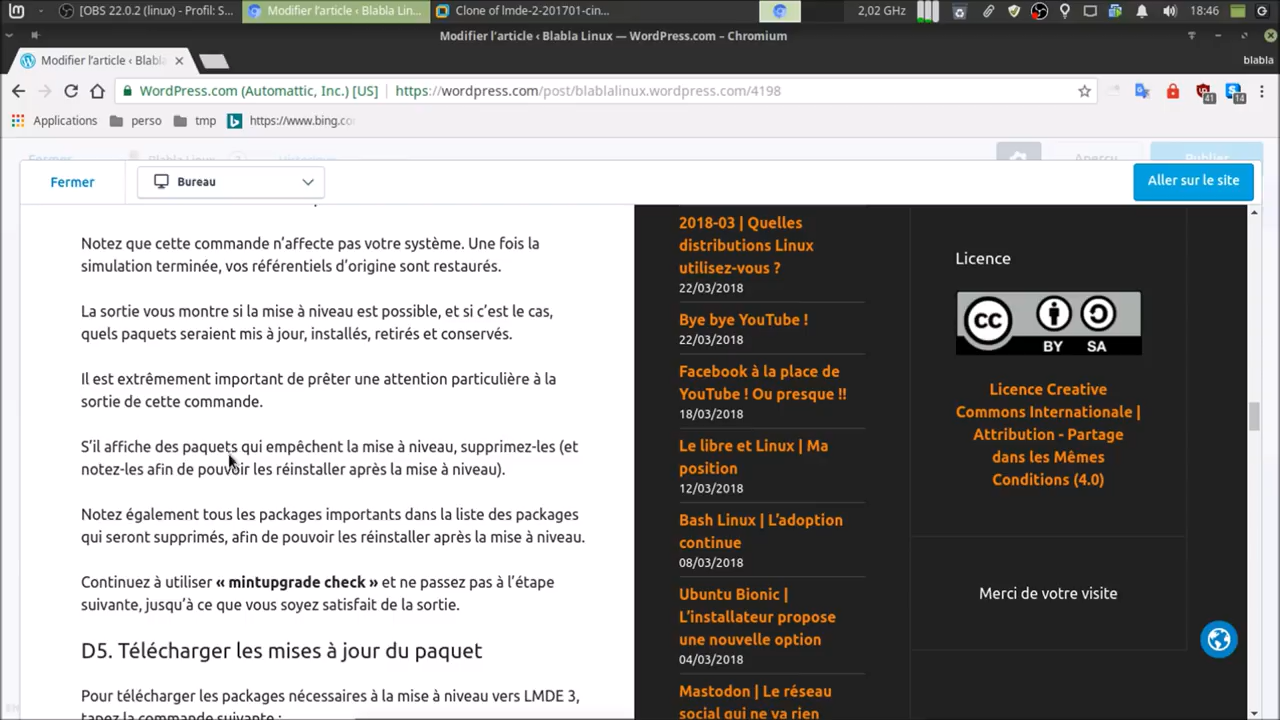 [OBS 22.0.2 (linux) - Profil: S...
Modifier l'article ‹ Blabla Lin...
Clone of lmde-2-201701-cin...
2,02 GHz
18:46
Modifier l'article ‹ Blabla Linux — WordPress.com – Chromium
Modifier l'article ‹ Blabla
blabla
WordPress.com (Automattic, Inc.) [US]
https://wordpress.com/post/blablalinux.wordpress.com/4198
41
14
Applications
perso
tmp
https://www.bing.co
Fermer
Blabla Linux
Historique
Aperçu
Publier
Fermer
Bureau
Aller sur le site
Notez que cette commande n'affecte pas votre système. Une fois la
simulation terminée, vos référentiels d'origine sont restaurés.
La sortie vous montre si la mise à niveau est possible, et si c'est le cas,
quels paquets seraient mis à jour, installés, retirés et conservés.
Il est extrêmement important de prêter une attention particulière à la
sortie de cette commande.
S'il affiche des paquets qui empêchent la mise à niveau, supprimez-les (et
notez-les afin de pouvoir les réinstaller après la mise à niveau).
Notez également tous les packages importants dans la liste des packages
qui seront supprimés, afin de pouvoir les réinstaller après la mise à niveau.
Continuez à utiliser « mintupgrade check » et ne passez pas à l'étape
suivante, jusqu'à ce que vous soyez satisfait de la sortie.
D5. Télécharger les mises à jour du paquet
Pour télécharger les packages nécessaires à la mise à niveau vers LMDE 3,
tapez la commande suivante :
2018-03 | Quelles
distributions Linux
utilisez-vous ?
22/03/2018
Bye bye YouTube !
22/03/2018
Facebook à la place de
YouTube ! Ou presque !!
18/03/2018
Le libre et Linux | Ma
position
12/03/2018
Bash Linux | L'adoption
continue
08/03/2018
Ubuntu Bionic |
L'installateur propose
une nouvelle option
04/03/2018
Mastodon | Le réseau
social qui ne va rien
Licence
CC
BY SA
Licence Creative
Commons Internationale |
Attribution - Partage
dans les Mêmes
Conditions (4.0)
Merci de votre visite